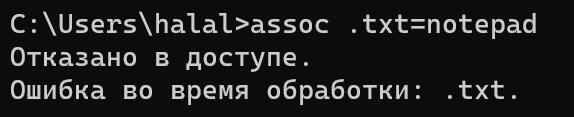 C:\Users\halal>assoc .txt=notepad
Отказано в доступе.
Ошибка во время обработки: .txt.